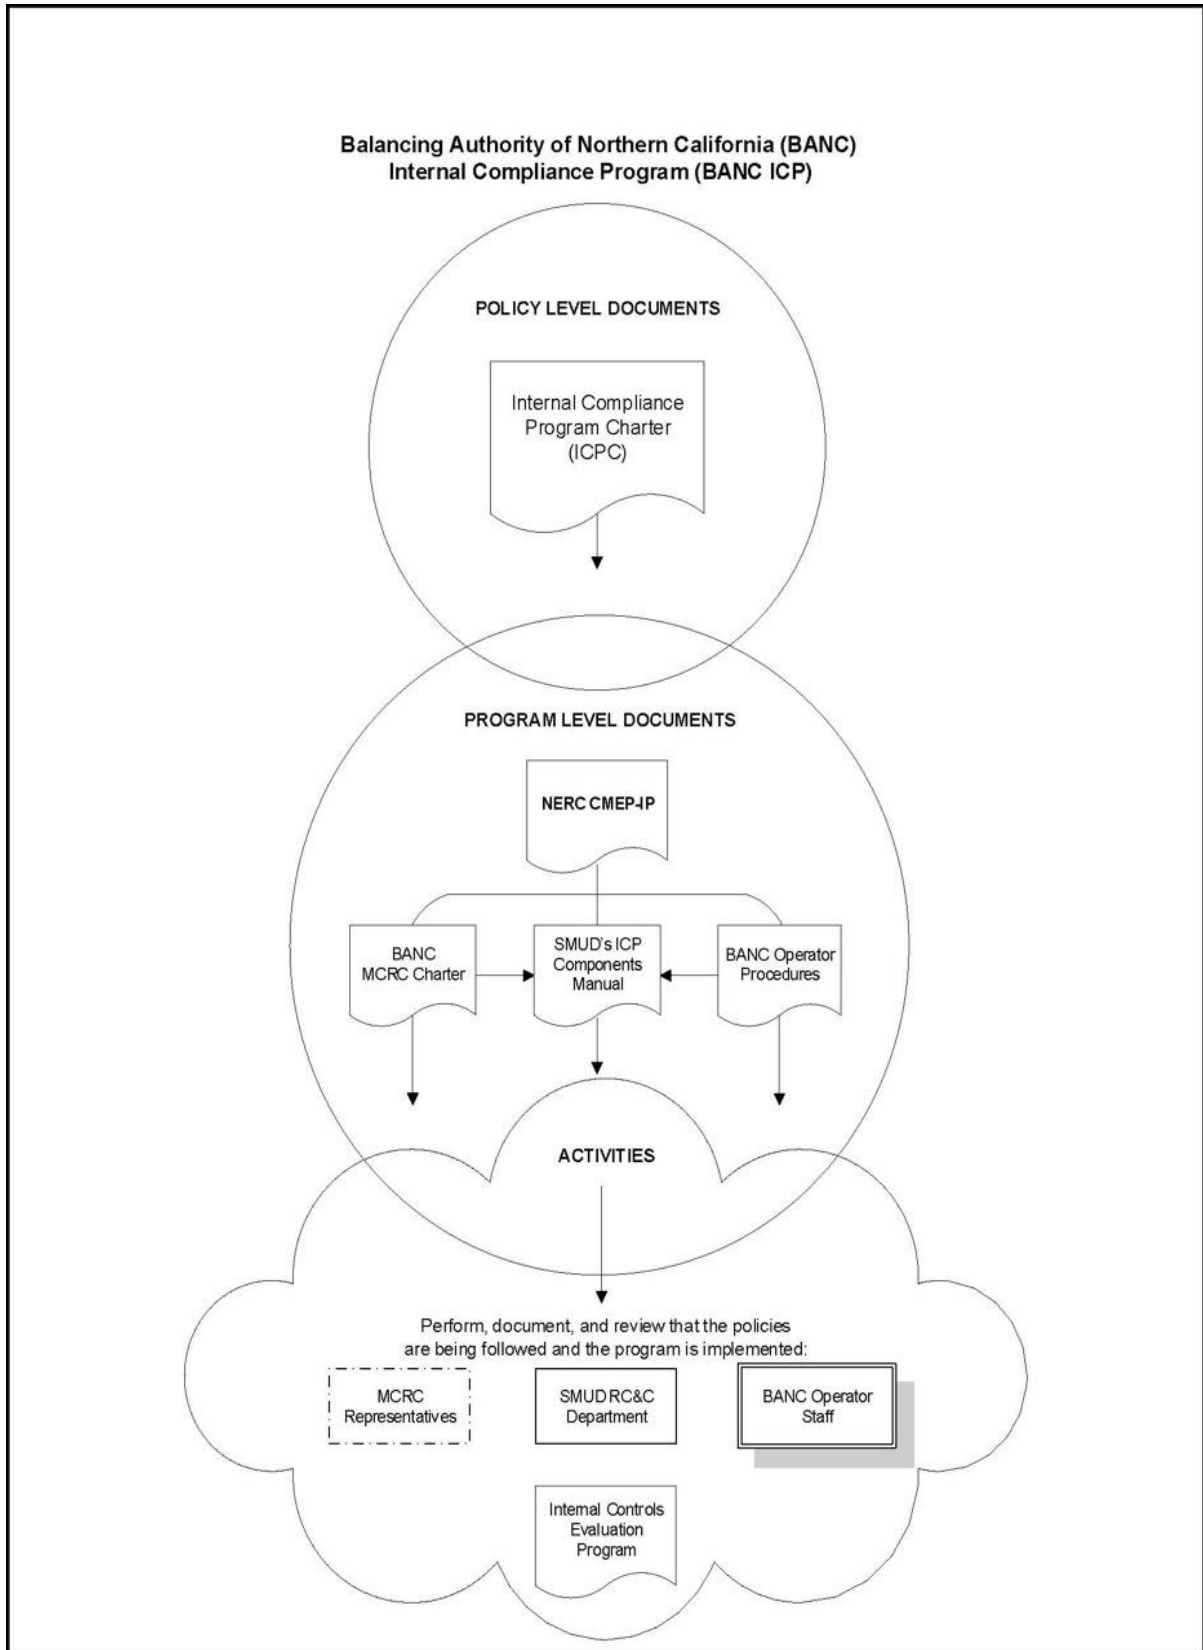 Balancing Authority of Northern California (BANC)
Internal Compliance Program (BANC ICP)
POLICY LEVEL DOCUMENTS
Internal Compliance
Program Charter
(ICPC)
PROGRAM LEVEL DOCUMENTS
NERC CMEP-IP
BANC
MCRC Charter
SMUD's ICP
Components
Manual
BANC Operator
Procedures
ACTIVITIES
Perform, document, and review that the policies
are being followed and the program is implemented:
MCRC
Representatives
SMUD RC&C
Department
BANC Operator
Staff
Internal Controls
Evaluation
Program